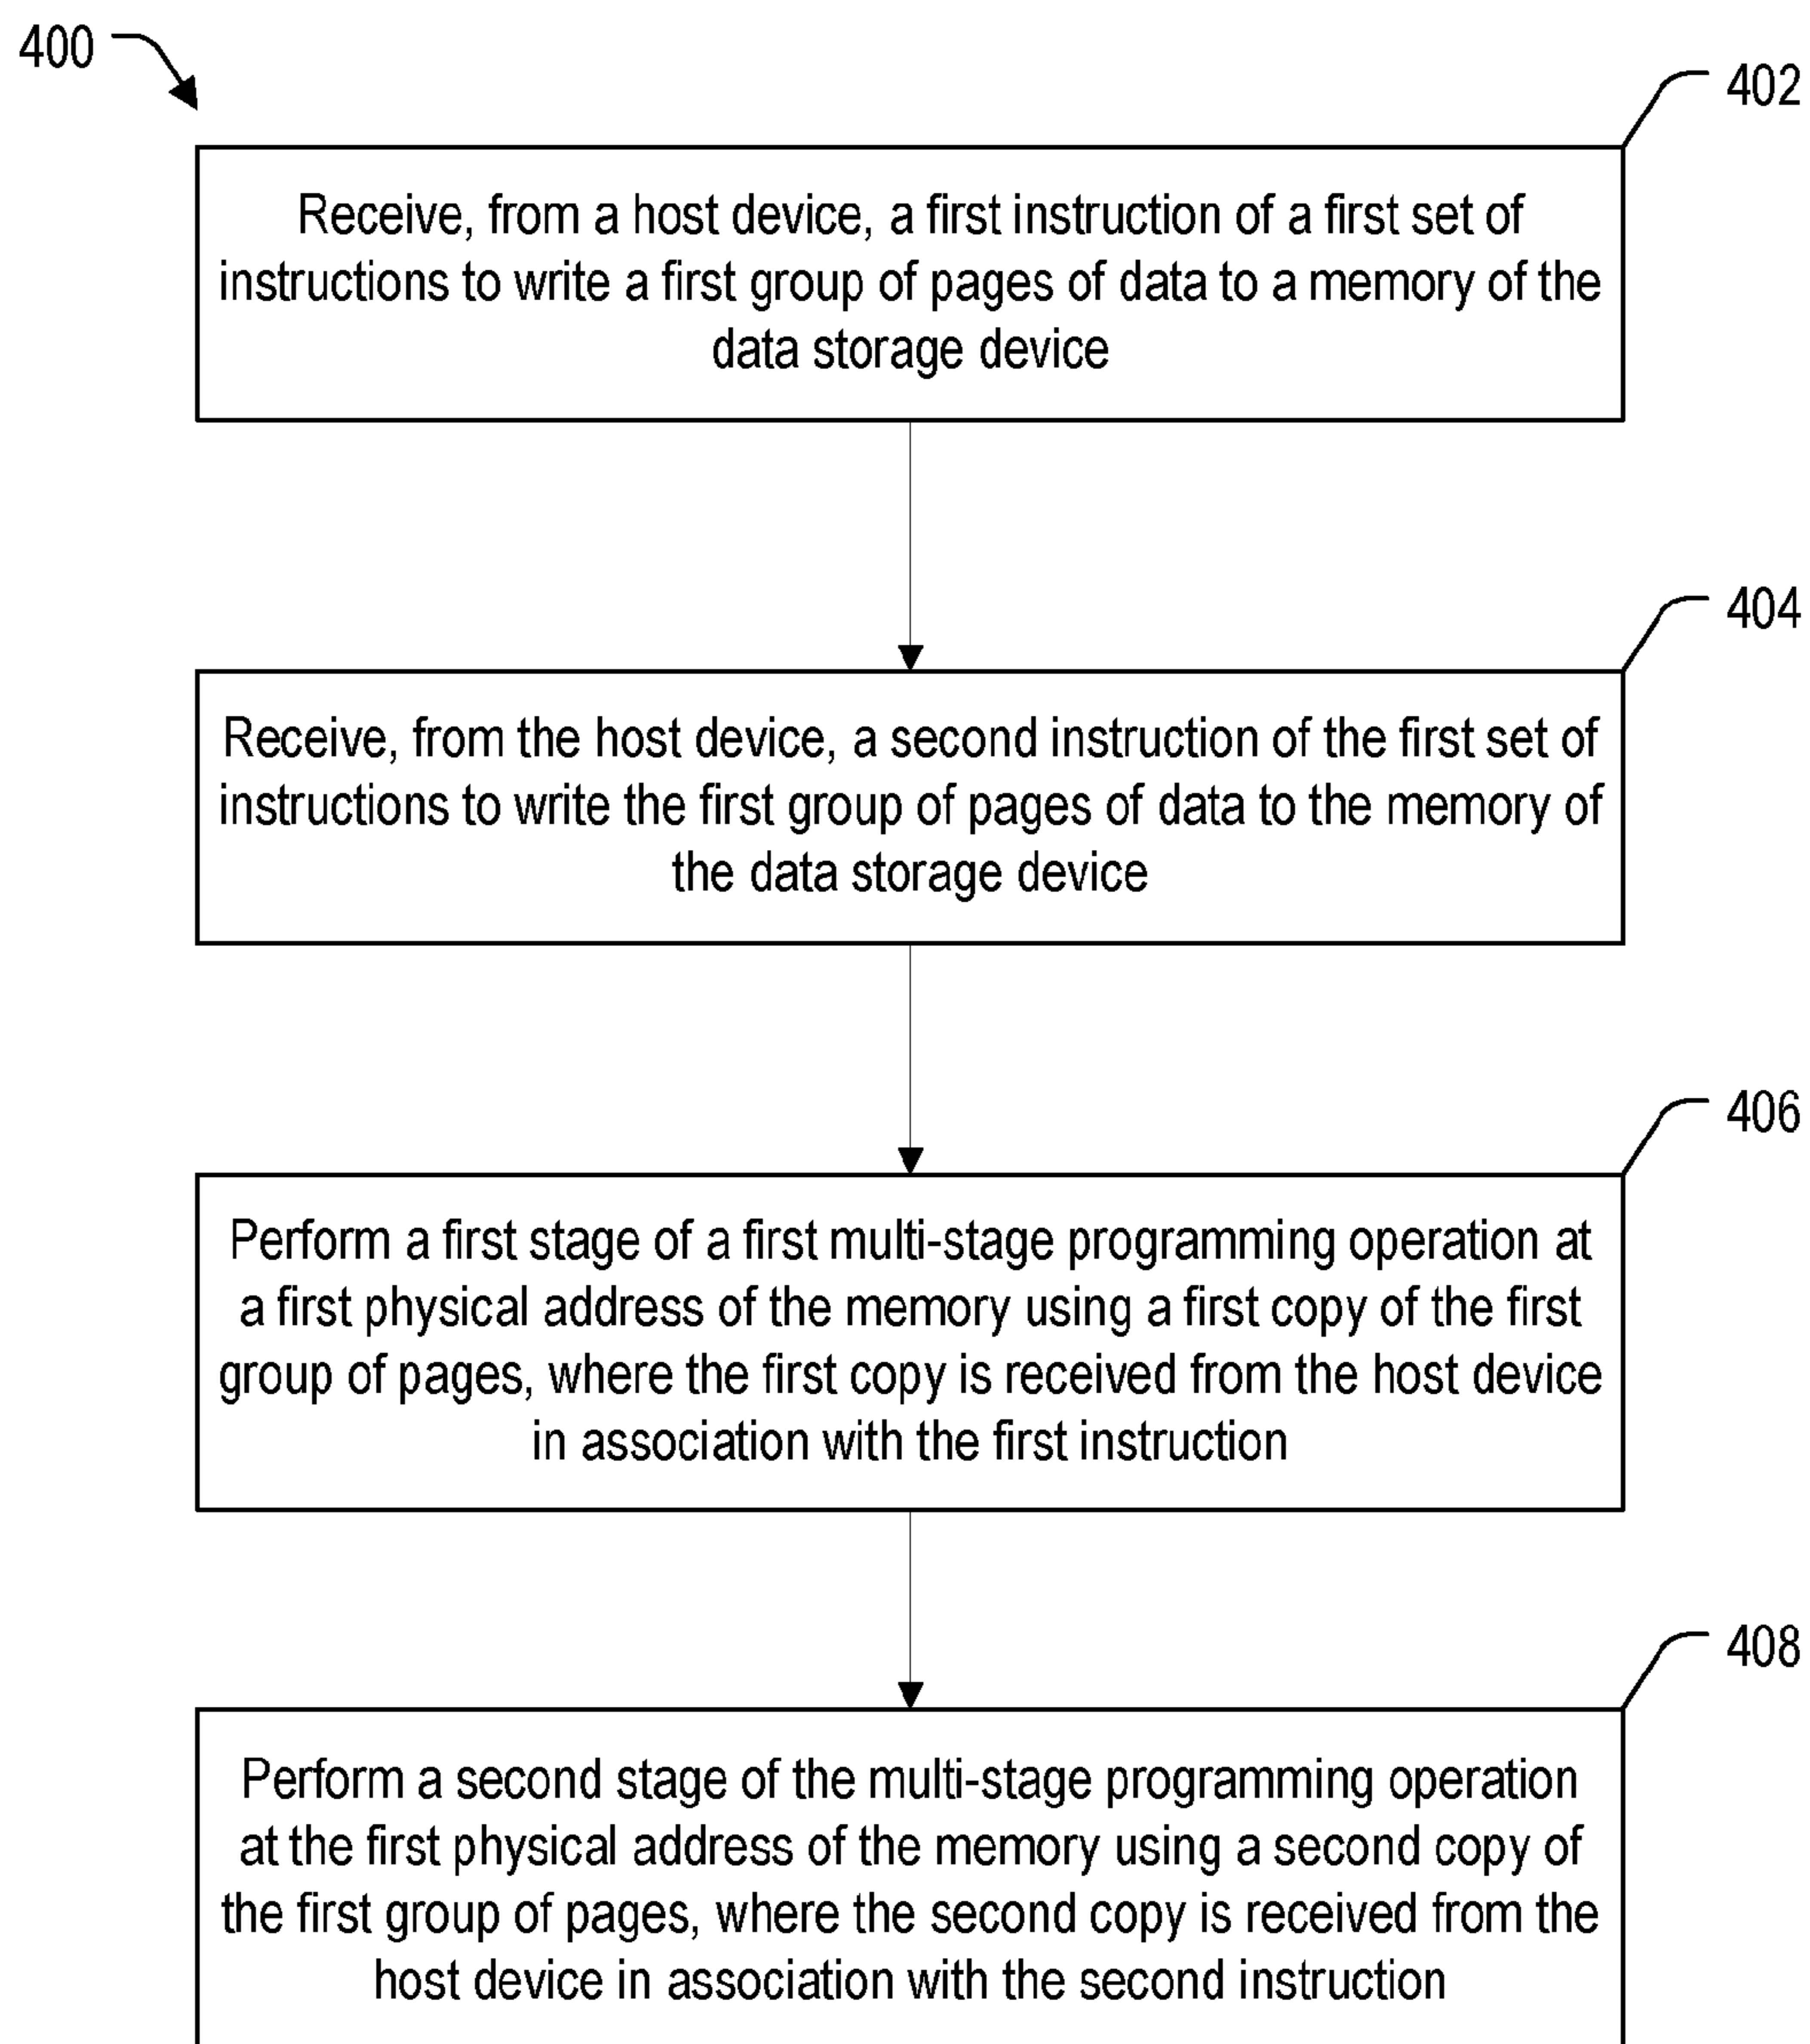 400
402
Receive, from a host device, a first instruction of a first set of
instructions to write a first group of pages of data to a memory of the
data storage device
404
Receive, from the host device, a second instruction of the first set of
instructions to write the first group of pages of data to the memory of
the data storage device
406
Perform a first stage of a first multi-stage programming operation at
a first physical address of the memory using a first copy of the first
group of pages, where the first copy is received from the host device
in association with the first instruction
408
Perform a second stage of the multi-stage programming operation
at the first physical address of the memory using a second copy of
the first group of pages, where the second copy is received from the
host device in association with the second instruction